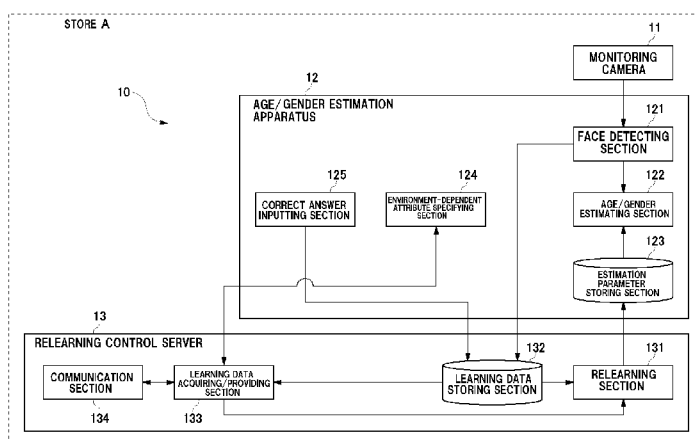 STORE A
11
MONITORING
CAMERA
10
12
AGE/GENDER ESTIMATION
APPARATUS
121
FACE DETECTING
SECTION
125
CORRECT ANSWER
INPUTTING SECTION
124
ENVIRONMENT-DEPENDENT
ATTRIBUTE SPECIFYING
SECTION
122
AGE/GENDER
ESTIMATING SECTION
123
ESTIMATION
PARAMETER
STORING SECTION
13
RELEARNING CONTROL SERVER
COMMUNICATION
SECTION
134
LEARNING DATA
ACQUIRING/PROVIDING
SECTION
133
132
LEARNING DATA
STORING SECTION
131
RELEARNING
SECTION